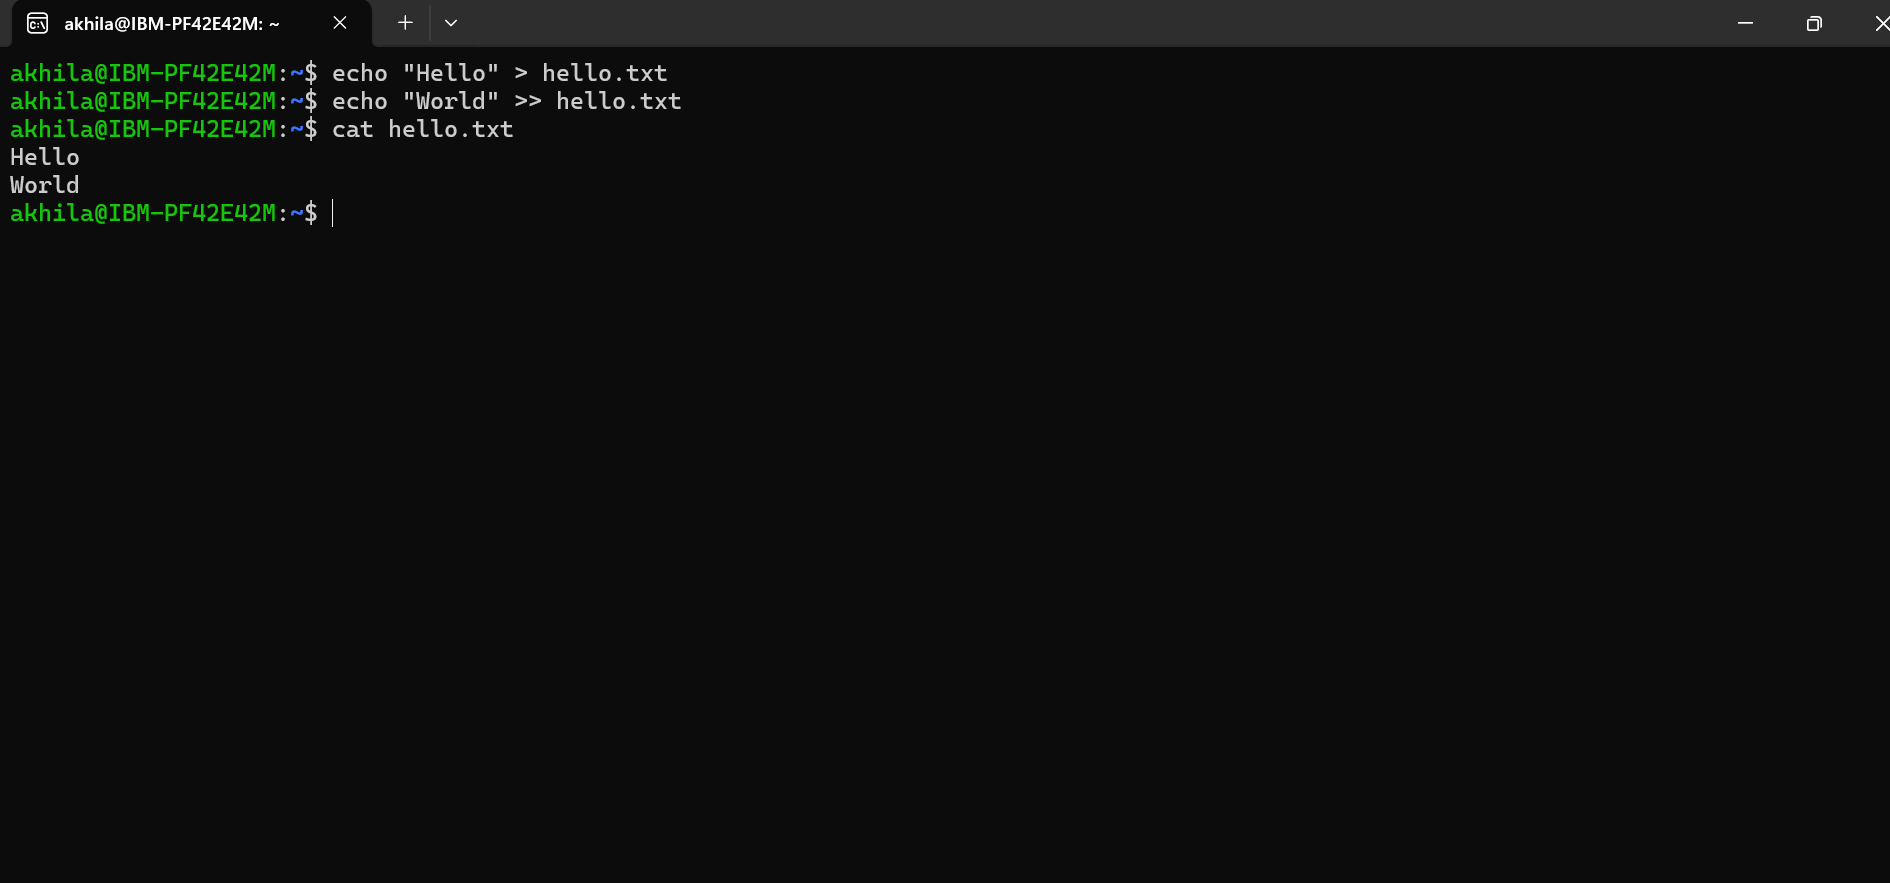 akhila@IBM-PF42E42M: ~
akhila@IBM-PF42E42M:~$ echo "Hello" > hello.txt
akhila@IBM-PF42E42M:~$ echo "World" >> hello.txt
akhila@IBM-PF42E42M:~$ cat hello.txt
Hello
World
akhila@IBM-PF42E42M:~$